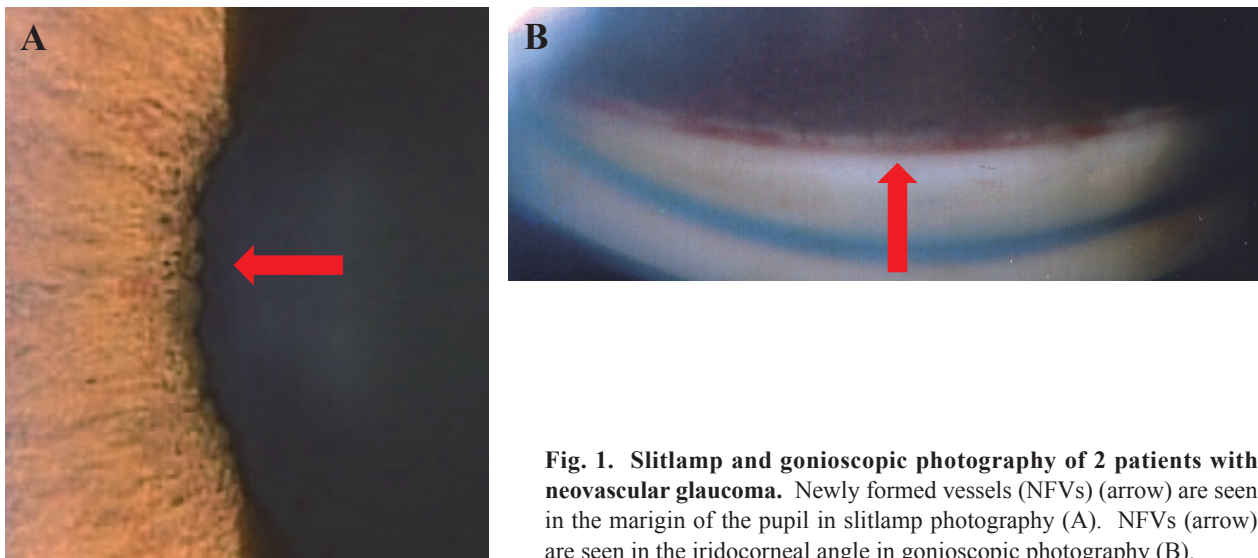 A
B
Fig. 1. Slitlamp and gonioscopic photography of 2 patients with
neovascular glaucoma. Newly formed vessels (NFVs) (arrow) are seen
in the marigin of the pupil in slitlamp photography (A). NFVs (arrow)
are seen in the iridocorneal angle in gonioscopic photography (B).